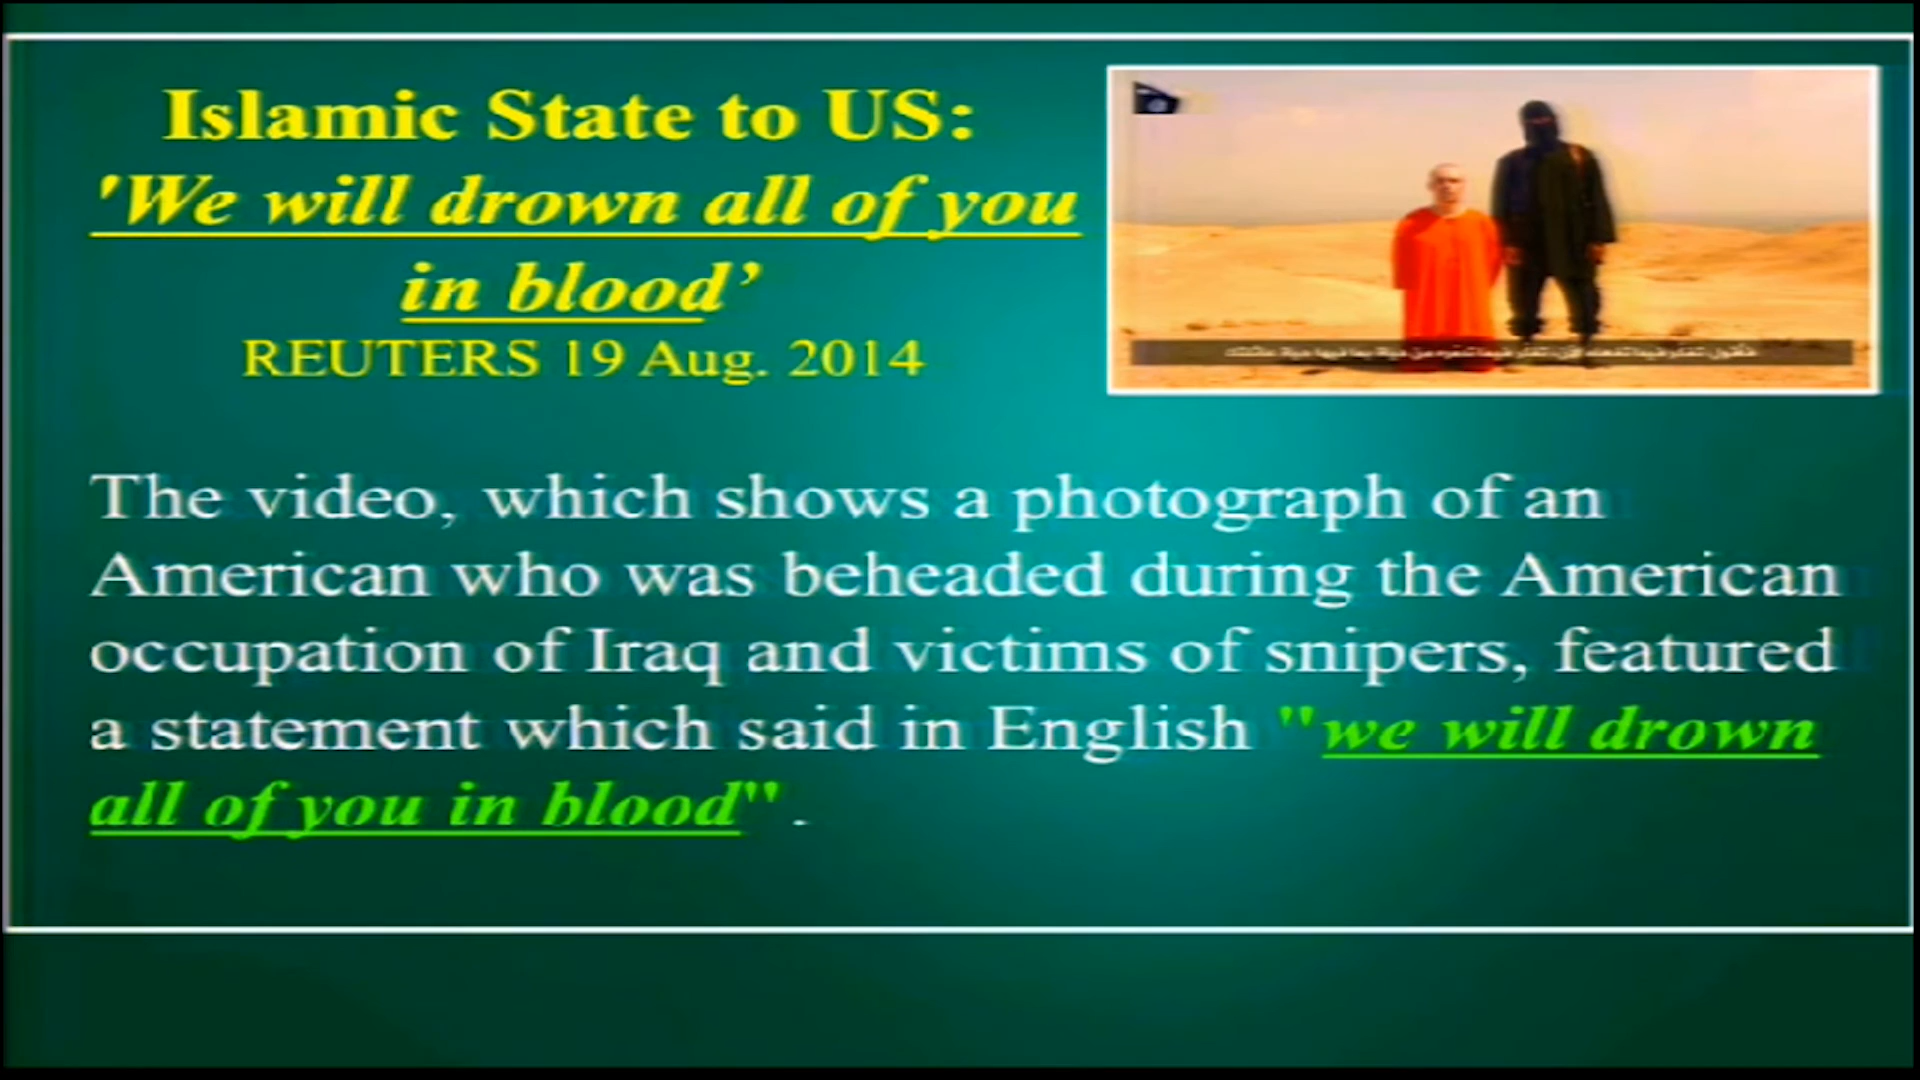 Islamic State to US:
'We will drown all of you
in blood’
REUTERS 19 Aug. 2014
The video, which shows a photograph of an
American who was beheaded during the American
occupation of Iraq and victims of snipers, featured
a statement which said in English "we will drown
all of you in blood".